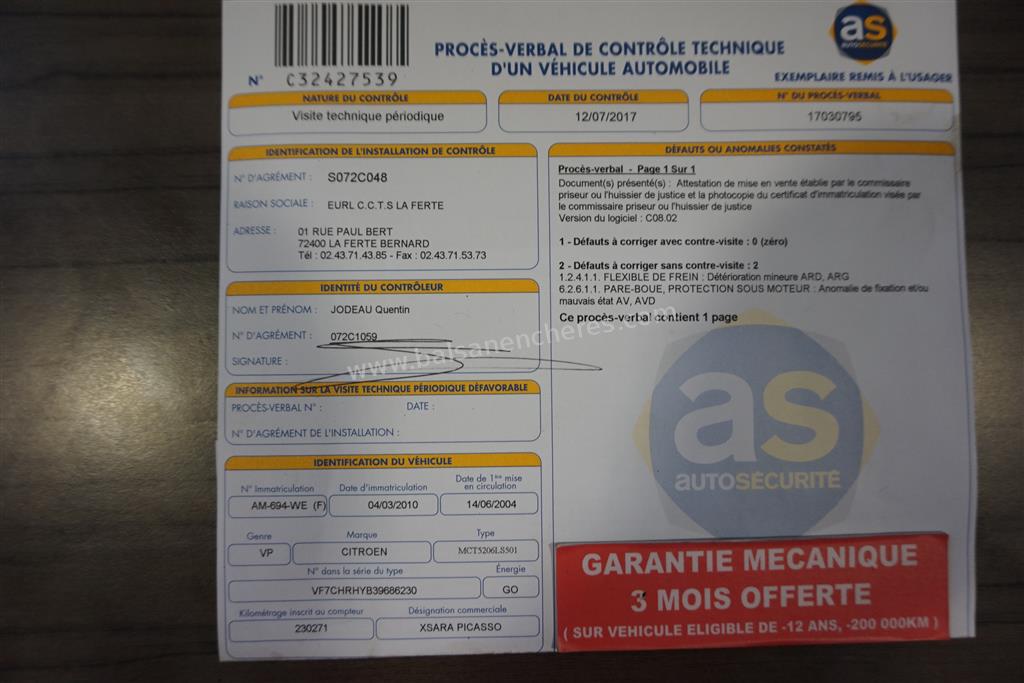 N° C32427539
PROCÈS-VERBAL DE CONTRÔLE TECHNIQUE
D'UN VÉHICULE AUTOMOBILE
as
AUTOSÉCURITÉ
EXEMPLAIRE REMIS À L'USAGER
NATURE DU CONTRÔLE
Visite technique périodique
DATE DU CONTRÔLE
12/07/2017
N° DU PROCÈS-VERBAL
17030795
IDENTIFICATION DE L'INSTALLATION DE CONTRÔLE
N° D'AGRÉMENT : S072C048
RAISON SOCIALE : EURL C.C.T.S LA FERTE
ADRESSE : 01 RUE PAUL BERT
72400 LA FERTE BERNARD
Tél : 02.43.71.43.85 - Fax : 02.43.71.53.73
IDENTITÉ DU CONTRÔLEUR
NOM ET PRÉNOM : JODEAU Quentin
N° D'AGRÉMENT : 072C1059
SIGNATURE :
INFORMATION SUR LA VISITE TECHNIQUE PÉRIODIQUE DÉFAVORABLE
PROCÈS-VERBAL N° : DATE :
N° D'AGRÉMENT DE L'INSTALLATION :
IDENTIFICATION DU VÉHICULE
N° Immatriculation Date d'immatriculation Date de 1ère mise
en circulation
AM-694-WE (F) 04/03/2010 14/06/2004
Genre Marque Type
VP CITROEN MCT5206LS501
N° dans la série du type Énergie
VF7CHRHYB39686230 GO
Kilométrage inscrit au compteur Désignation commerciale
230271 XSARA PICASSO
DÉFAUTS OU ANOMALIES CONSTATÉS
Procès-verbal - Page 1 Sur 1
Document(s) présenté(s) : Attestation de mise en vente établie par le commissaire
priseur ou l'huissier de justice et la photocopie du certificat d'immatriculation visée par
le commissaire priseur ou l'huissier de justice
Version du logiciel : C08.02
1 - Défauts à corriger avec contre-visite : 0 (zéro)
2 - Défauts à corriger sans contre-visite : 2
1.2.4.1.1. FLEXIBLE DE FREIN : Détérioration mineure ARD, ARG
6.2.6.1.1. PARE-BOUE, PROTECTION SOUS MOTEUR : Anomalie de fixation et/ou
mauvais état AV, AVD
Ce procès-verbal contient 1 page
www.balsanencheres.com
as
AUTOSÉCURITÉ
GARANTIE MECANIQUE
3 MOIS OFFERTE
( SUR VEHICULE ELIGIBLE DE -12 ANS, -200 000KM )